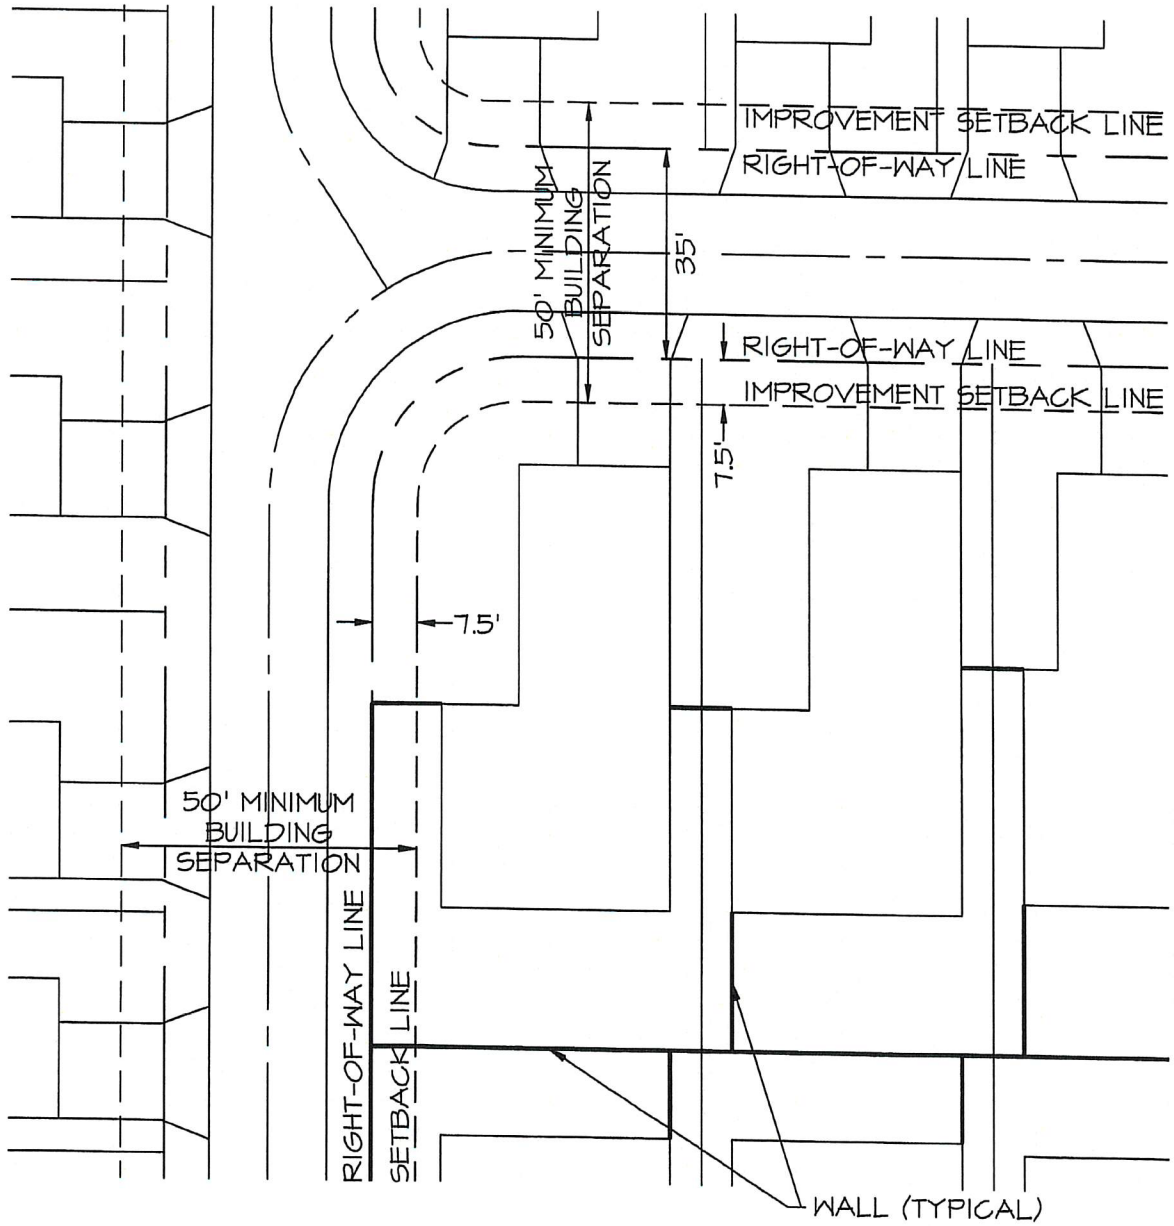 IMPROVEMENT SETBACK LINE
RIGHT-OF-WAY LINE
50' MINIMUM
BUILDING
SEPARATION
35'
RIGHT-OF-WAY LINE
IMPROVEMENT SETBACK LINE
7.5'
7.5'
50' MINIMUM
BUILDING
SEPARATION
RIGHT-OF-WAY LINE
SETBACK LINE
WALL (TYPICAL)